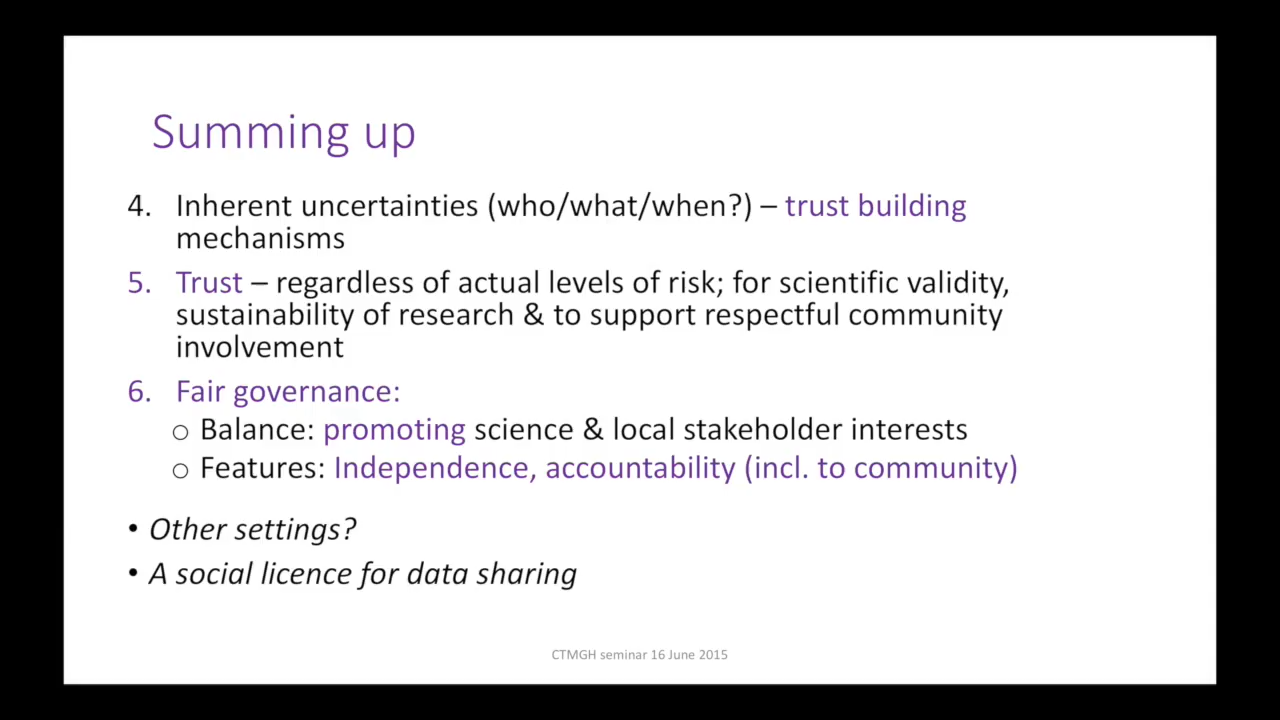 Summing up
4. Inherent uncertainties (who/what/when?) – trust building
mechanisms
5. Trust – regardless of actual levels of risk; for scientific validity,
sustainability of research & to support respectful community
involvement
6. Fair governance:
o Balance: promoting science & local stakeholder interests
o Features: Independence, accountability (incl. to community)
• Other settings?
• A social licence for data sharing
CTMGH seminar 16 June 2015